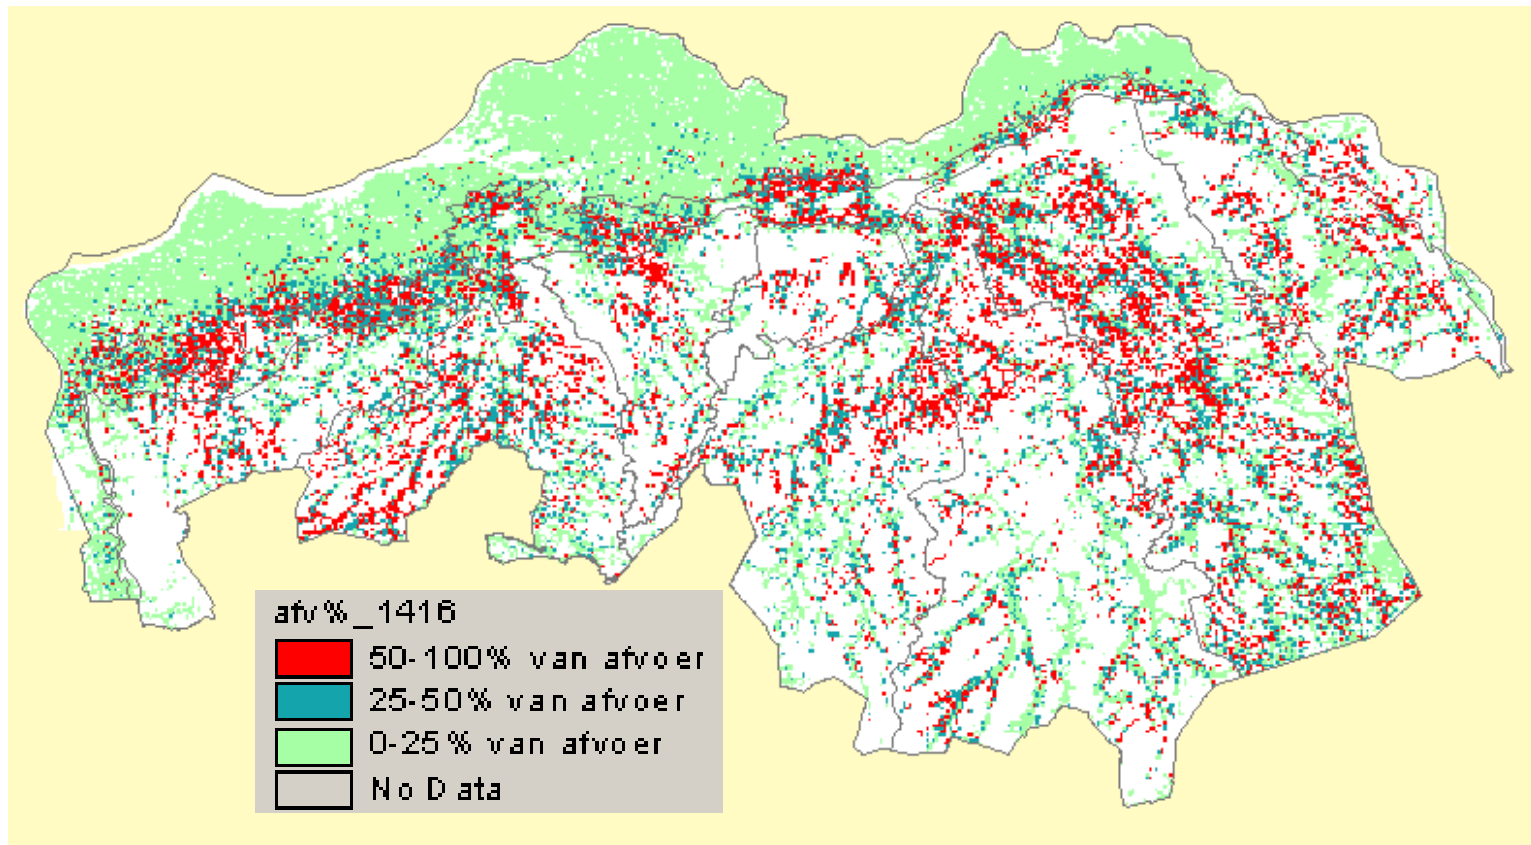 afv%_1416
50-100% van afvoer
25-50% van afvoer
0-25% van afvoer
No Data